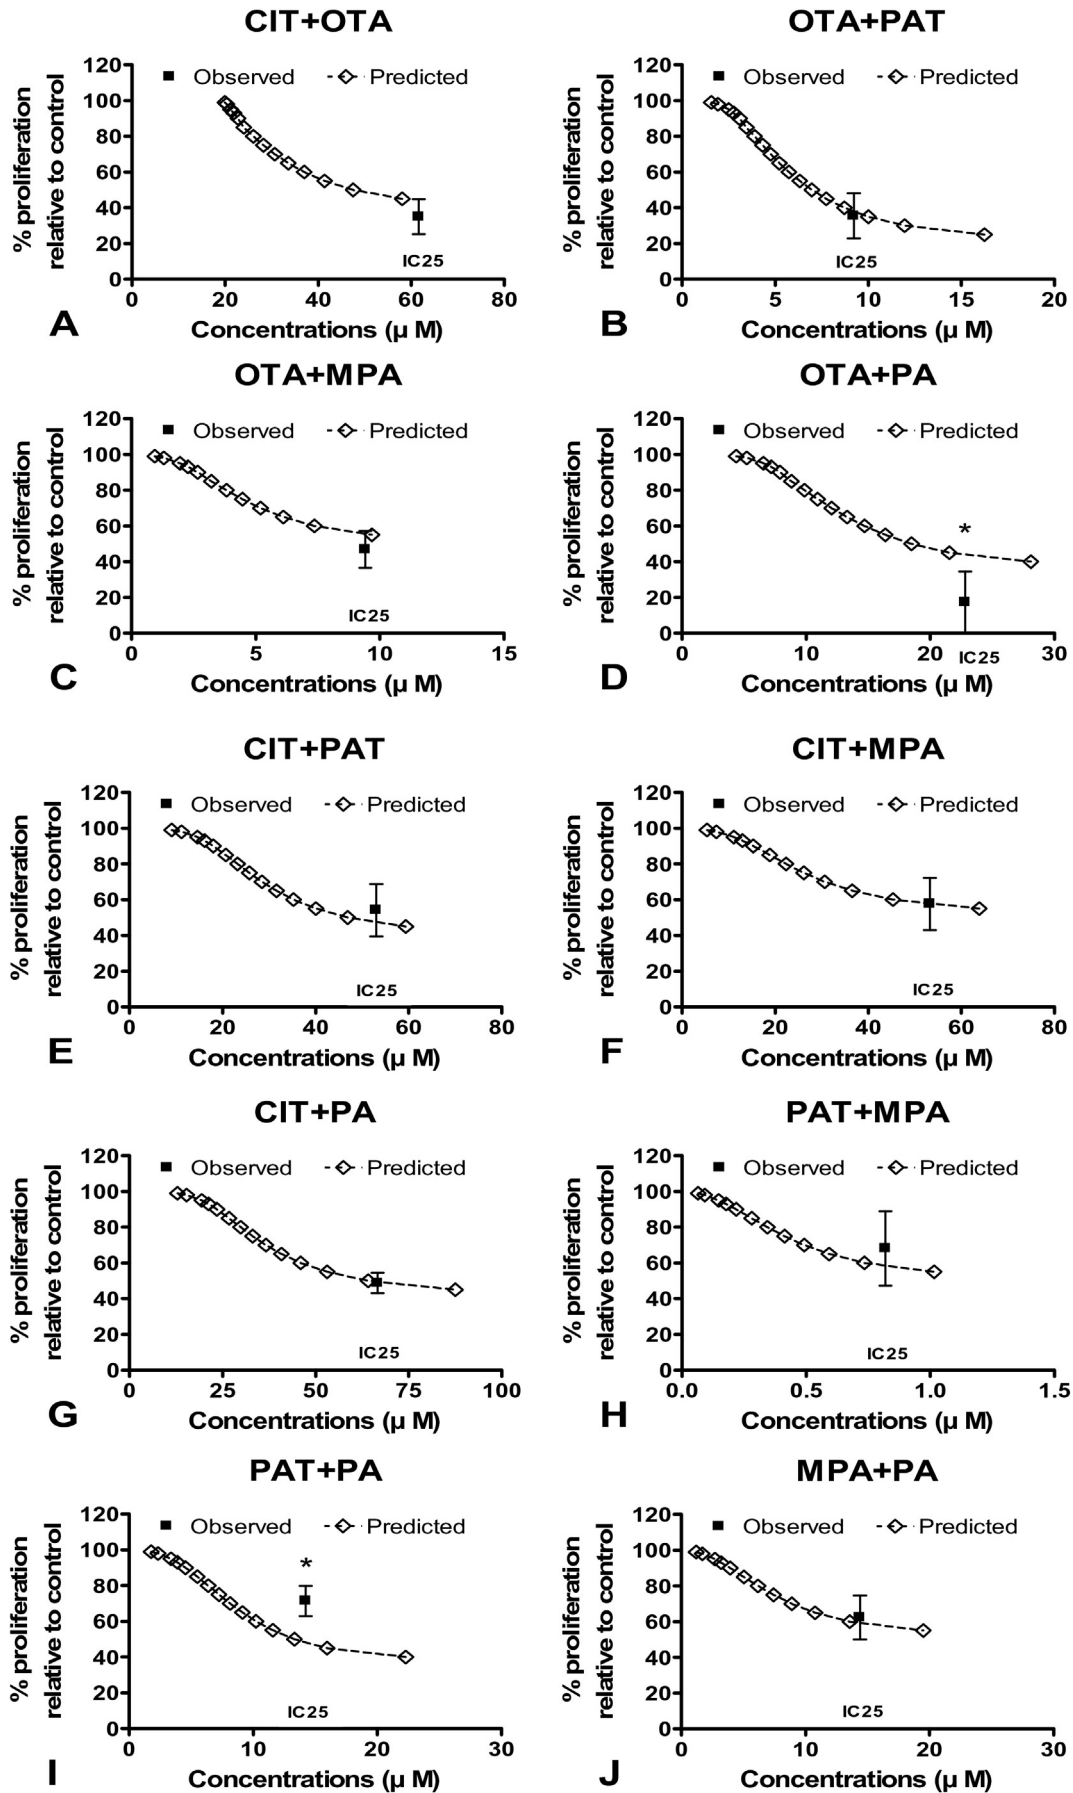 CIT+OTA
% proliferation
relative to control
Observed
Predicted
120
100
80
60
40
20
0
IC25
0 20 40 60 80
A
Concentrations (µ M)
OTA+PAT
% proliferation
relative to control
Observed
Predicted
120
100
80
60
40
20
0
IC25
0 5 10 15 20
B
Concentrations (µ M)
OTA+MPA
% proliferation
relative to control
Observed
Predicted
120
100
80
60
40
20
0
IC25
0 5 10 15
C
Concentrations (µ M)
OTA+PA
% proliferation
relative to control
Observed
Predicted
120
100
80
60
40
20
0
*
0 10 20 30
IC25
D
Concentrations (µ M)
CIT+PAT
% proliferation
relative to control
Observed
Predicted
120
100
80
60
40
20
0
IC25
0 20 40 60 80
E
Concentrations (µ M)
CIT+MPA
% proliferation
relative to control
Observed
Predicted
120
100
80
60
40
20
0
IC25
0 20 40 60 80
F
Concentrations (µ M)
CIT+PA
% proliferation
relative to control
Observed
Predicted
120
100
80
60
40
20
0
IC25
0 25 50 75 100
G
Concentrations (µ M)
PAT+MPA
% proliferation
relative to control
Observed
Predicted
120
100
80
60
40
20
0
IC25
0.0 0.5 1.0 1.5
H
Concentrations (µ M)
PAT+PA
% proliferation
relative to control
Observed
Predicted
120
100
80
60
40
20
0
*
IC25
0 10 20 30
I
Concentrations (µ M)
MPA+PA
% proliferation
relative to control
Observed
Predicted
120
100
80
60
40
20
0
IC25
0 10 20 30
J
Concentrations (µ M)